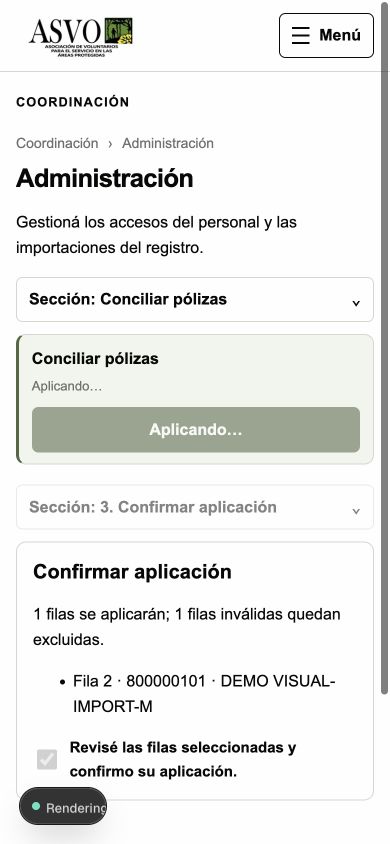 ASVO
ASOCIACIÓN DE VOLUNTARIOS
PARA EL SERVICIO EN LAS
ÁREAS PROTEGIDAS
Menú
COORDINACIÓN
Coordinación › Administración
Administración
Gestioná los accesos del personal y las
importaciones del registro.
Sección: Conciliar pólizas
Conciliar pólizas
Aplicando…
Aplicando…
Sección: 3. Confirmar aplicación
Confirmar aplicación
1 filas se aplicarán; 1 filas inválidas quedan
excluidas.
• Fila 2 · 800000101 · DEMO VISUAL-
IMPORT-M
Revisé las filas seleccionadas y
confirmo su aplicación.
Rendering